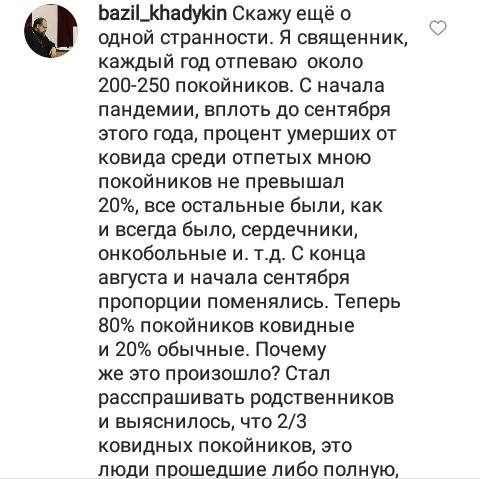 bazil_khadykin Скажу ещё о
одной странности. Я священник,
каждый год отпеваю около
200-250 покойников. С начала
пандемии, вплоть до сентября
этого года, процент умерших от
ковида среди отпетых мною
покойников не превышал
20%, все остальные были, как
и всегда было, сердечники,
онкобольные и. т.д. С конца
августа и начала сентября
пропорции поменялись. Теперь
80% покойников ковидные
и 20% обычные. Почему
же это произошло? Стал
расспрашивать родственников
и выяснилось, что 2/3
ковидных покойников, это
люди прошедшие либо полную,